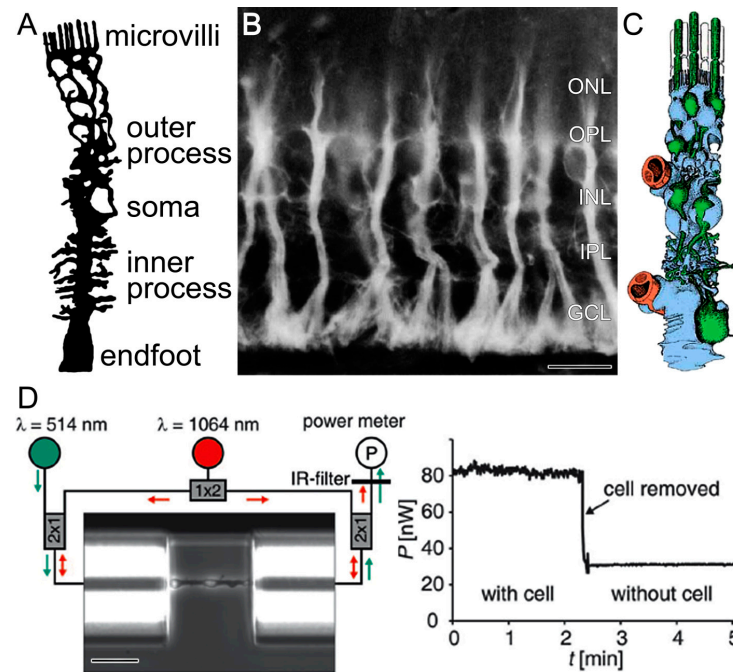 A
microvilli
outer
process
soma
inner
process
endfoot
B
ONL
OPL
INL
IPL
GCL
C
D
λ = 514 nm
λ = 1064 nm
power meter
P
IR-filter
1x2
2x1
2x1
P [nW]
80
60
40
20
0
cell removed
with cell
without cell
0
1
2
3
4
5
t [min]